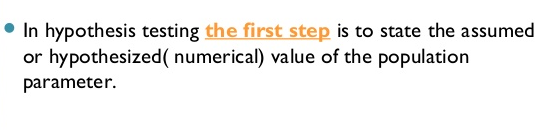 In hypothesis testing the first step is to state the assumed
or hypothesized( numerical) value of the population
parameter.